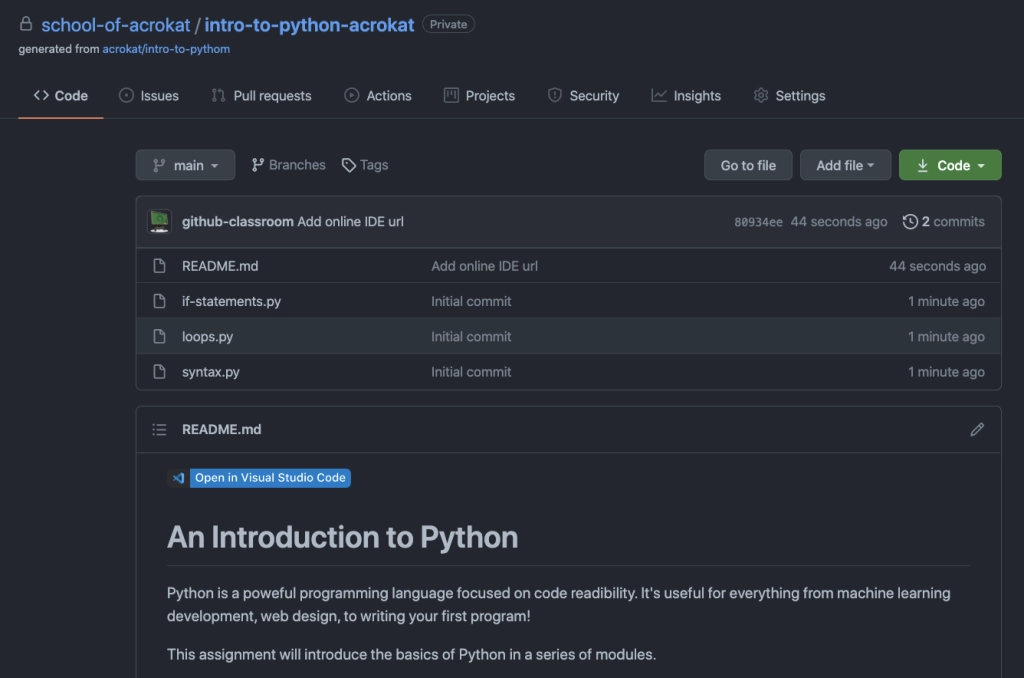 school-of-acrokat / intro-to-python-acrokat Private
generated from acrokat/intro-to-pythom
Code Issues Pull requests Actions Projects Security Insights Settings
main Branches Tags Go to file Add file Code
github-classroom Add online IDE url 80934ee 44 seconds ago 2 commits
README.md Add online IDE url 44 seconds ago
if-statements.py Initial commit 1 minute ago
loops.py Initial commit 1 minute ago
syntax.py Initial commit 1 minute ago
README.md
Open in Visual Studio Code
An Introduction to Python
Python is a poweful programming language focused on code readibility. It's useful for everything from machine learning
development, web design, to writing your first program!
This assignment will introduce the basics of Python in a series of modules.